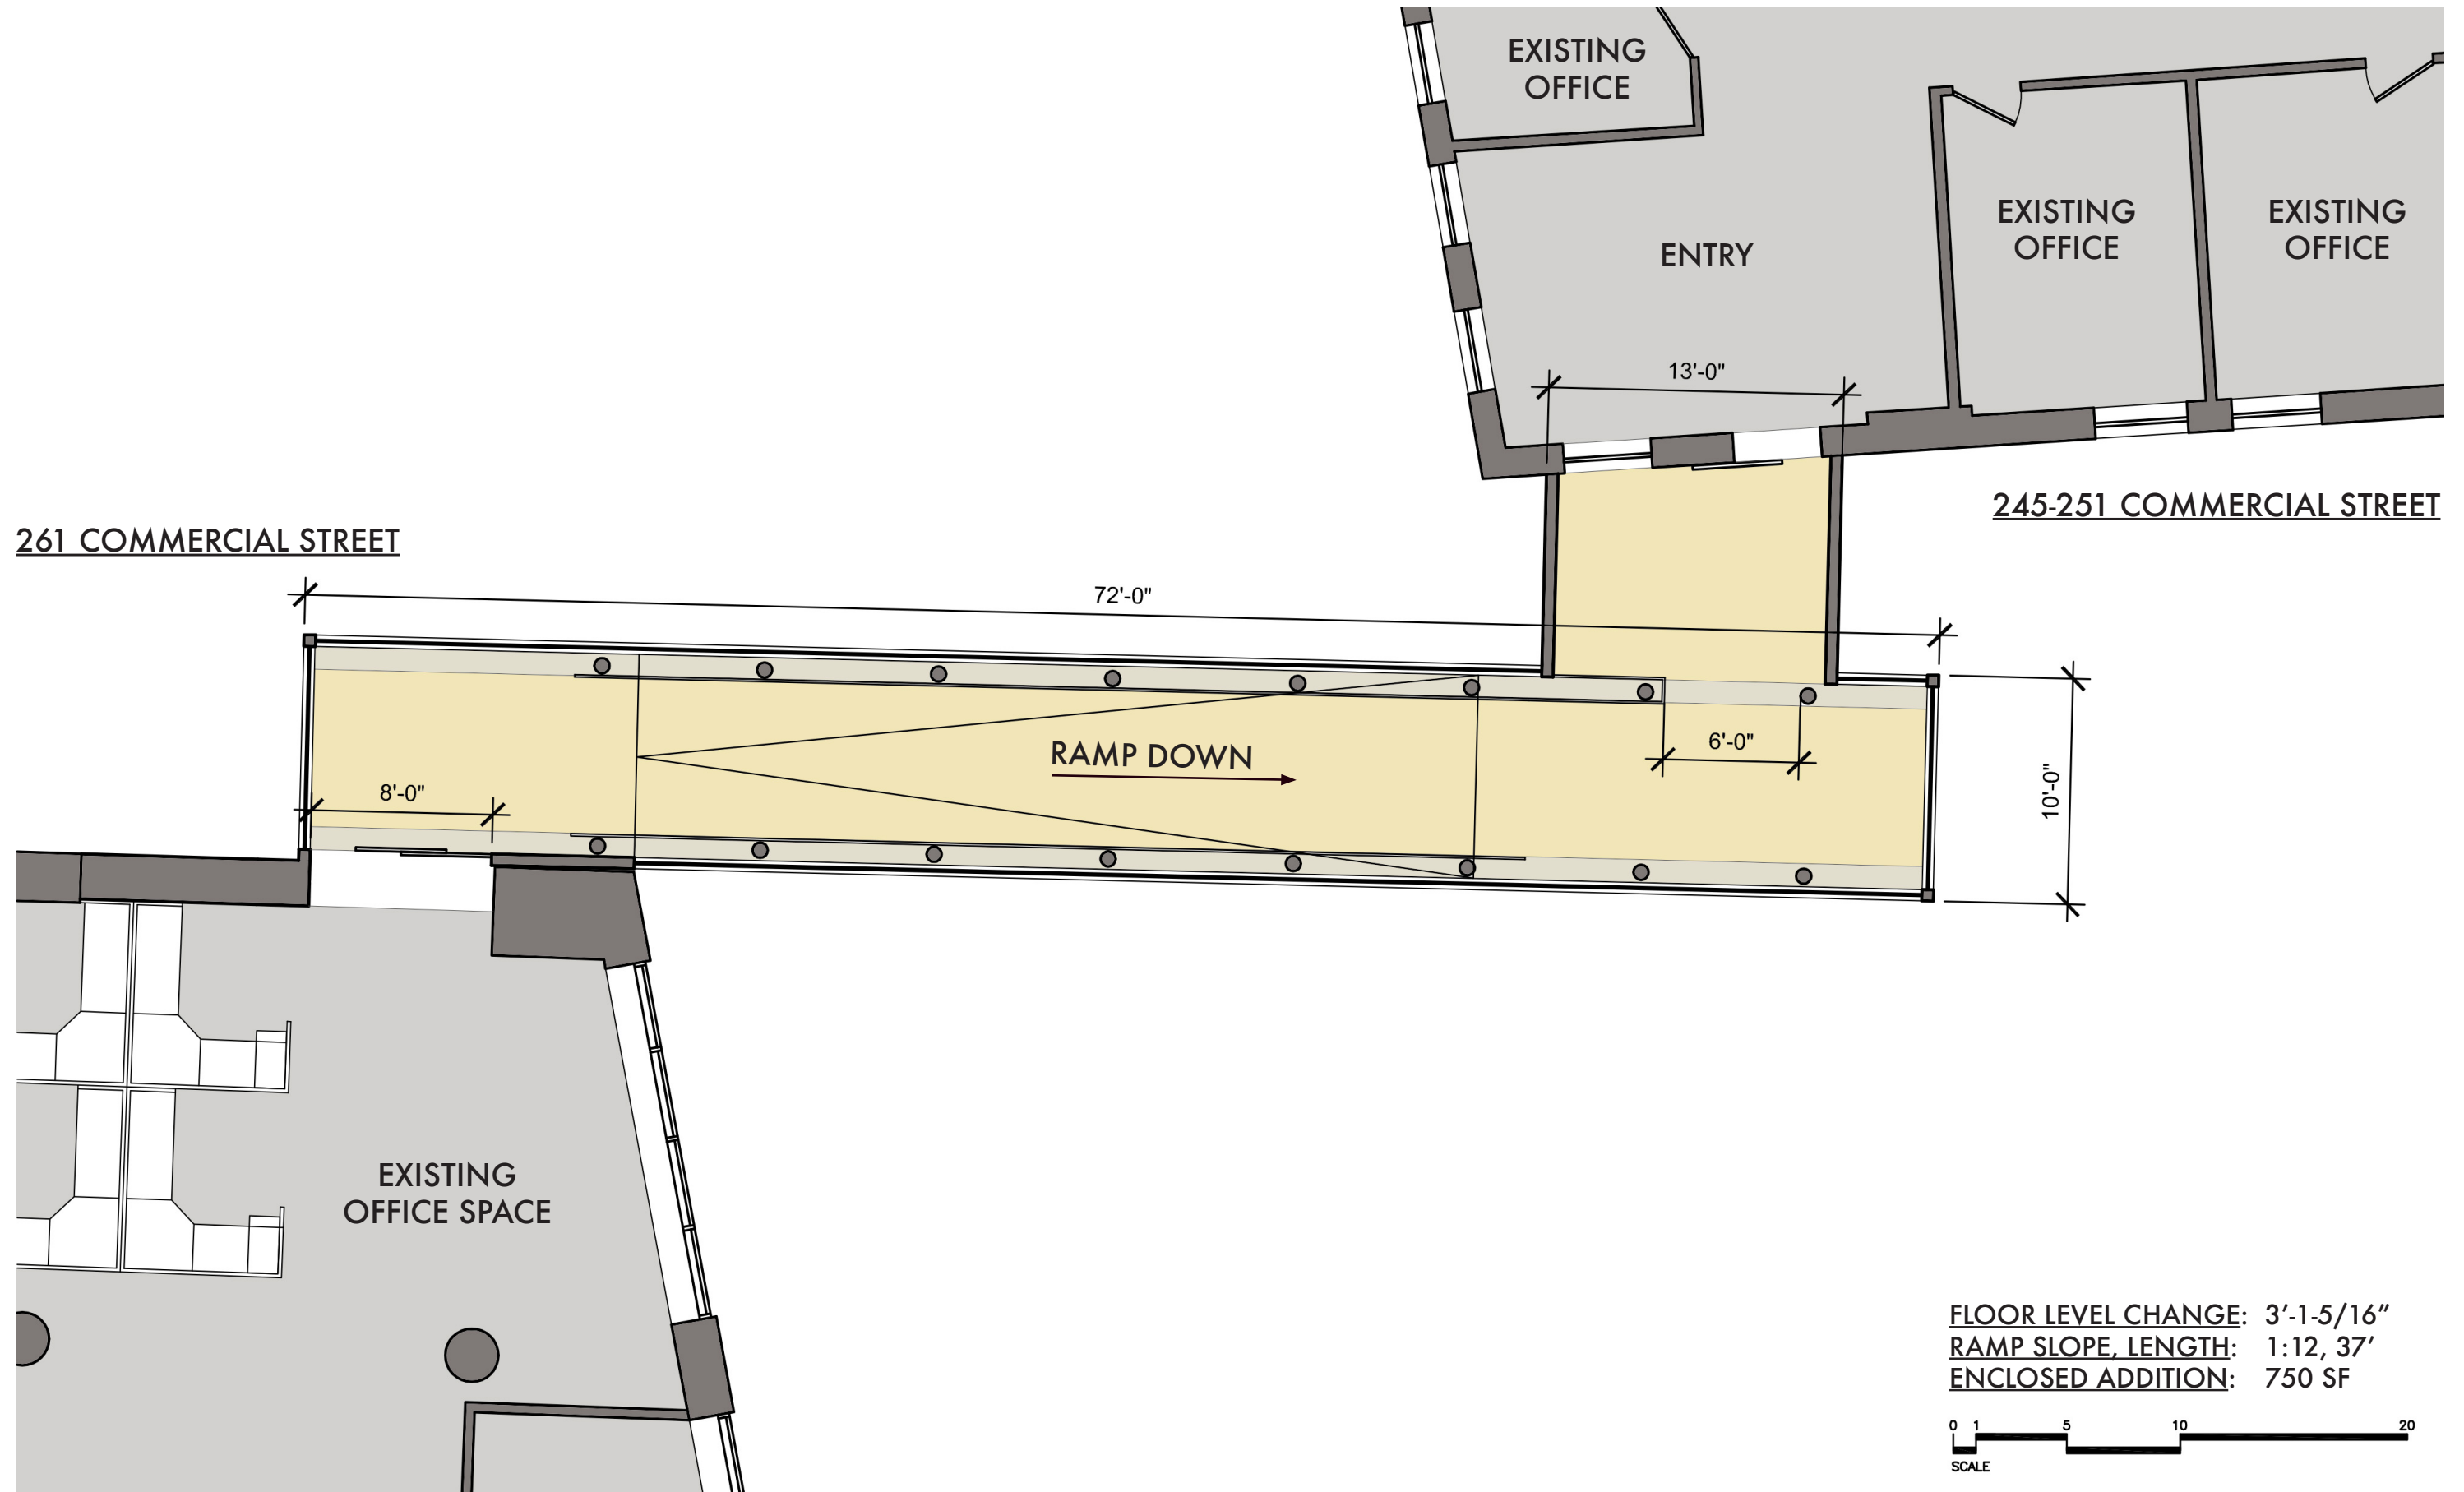 EXISTING
OFFICE
EXISTING
OFFICE
EXISTING
OFFICE
ENTRY
13'-0"
245-251 COMMERCIAL STREET
261 COMMERCIAL STREET
72'-0"
RAMP DOWN
6'-0"
8'-0"
10'-0"
EXISTING
OFFICE SPACE
FLOOR LEVEL CHANGE: 3'-1-5/16"
RAMP SLOPE, LENGTH: 1:12, 37'
ENCLOSED ADDITION: 750 SF
0 1 5 10 20
SCALE